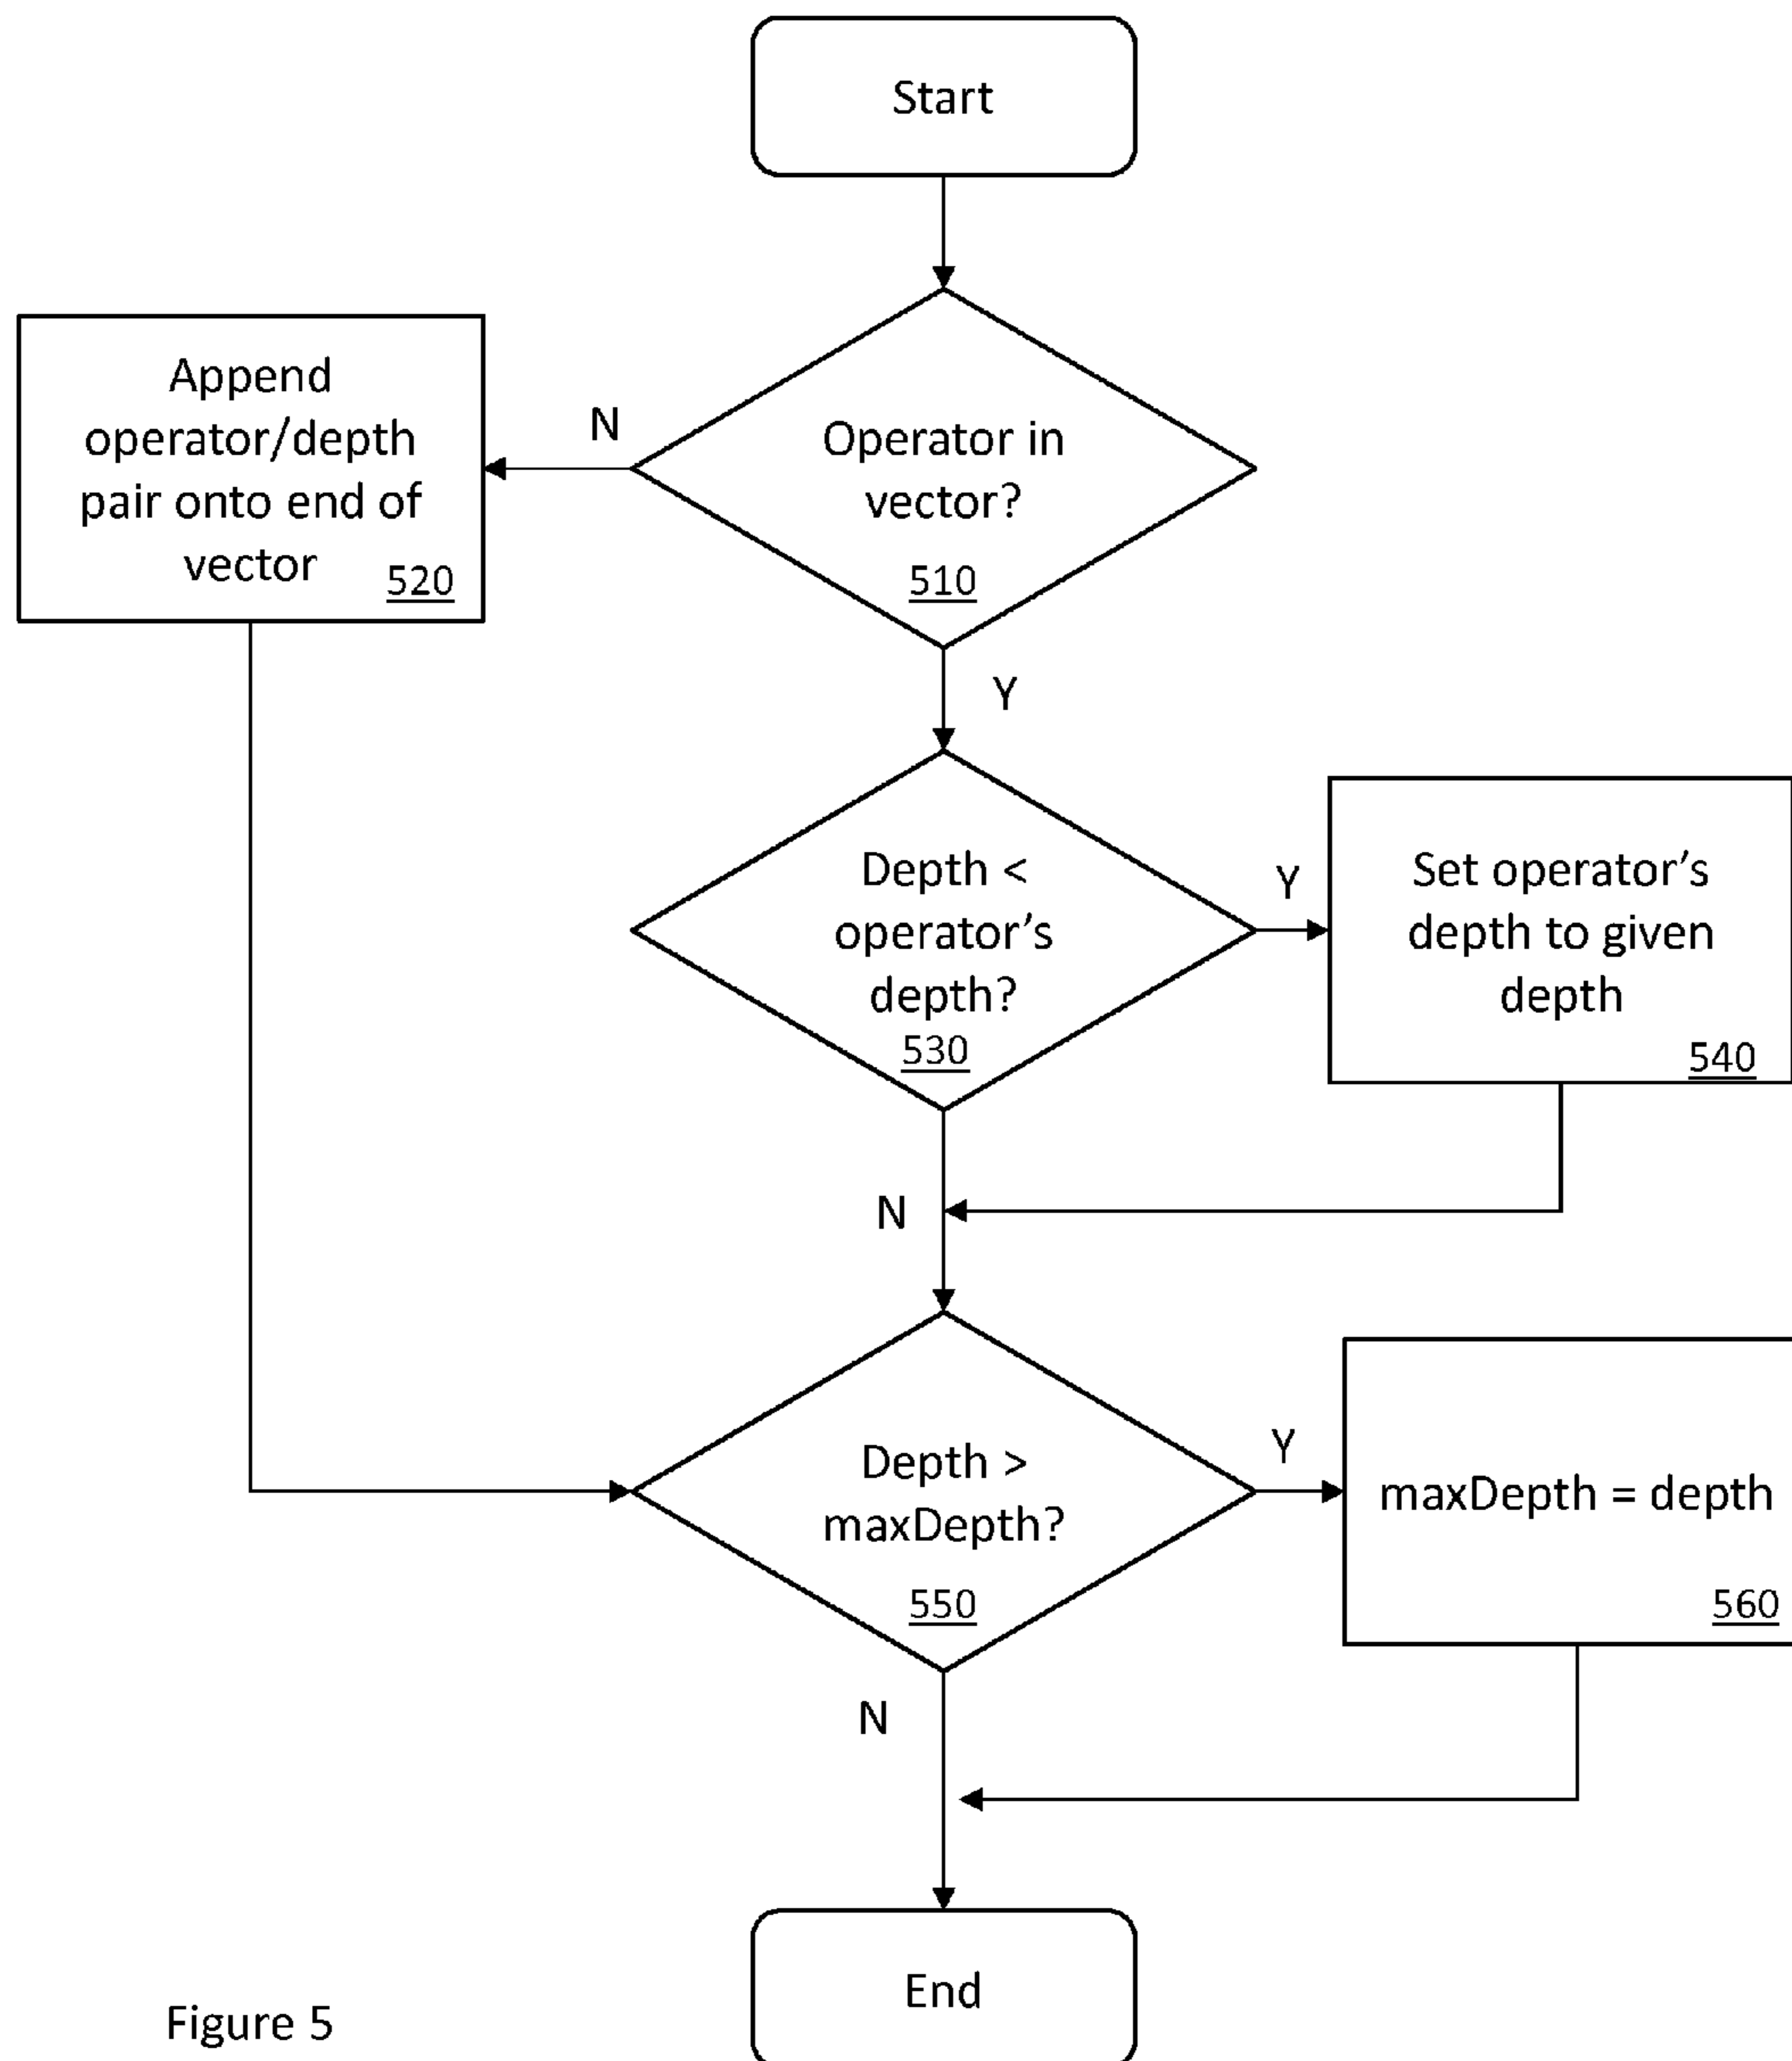 Start
Append
operator/depth
pair onto end of
vector
520
N
Operator in
vector?
510
Y
Depth <
operator's
depth?
530
Y
Set operator's
depth to given
depth
540
N
Depth >
maxDepth?
550
Y
maxDepth = depth
560
N
End
Figure 5